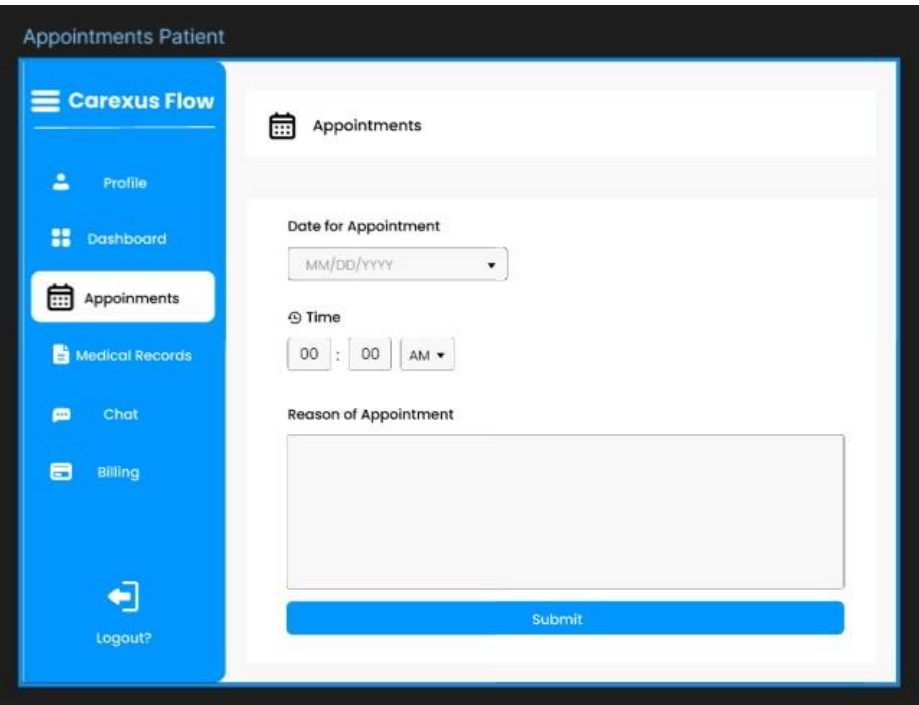 Appointments Patient
Carexus Flow
Profile
Dashboard
Appoinments
Medical Records
Chat
Billing
Logout?
Appointments
Date for Appointment
MM/DD/YYYY
Time
00 : 00 AM
Reason of Appointment
Submit